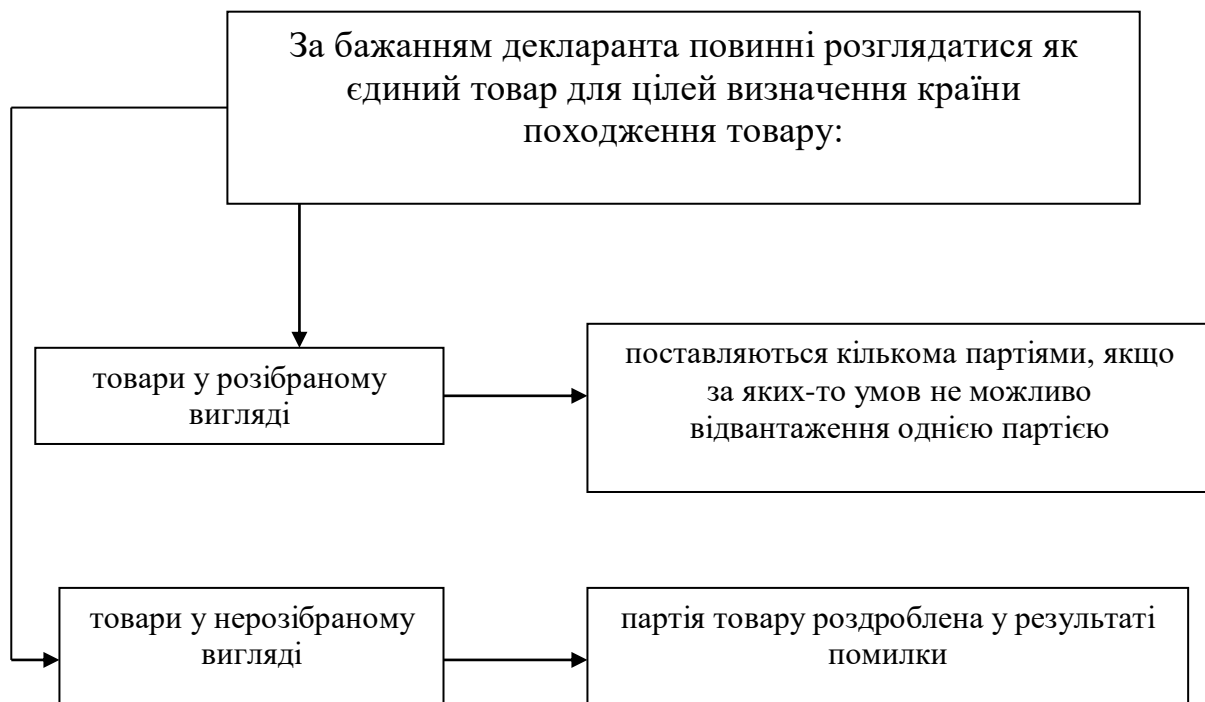 За бажанням декларанта повинні розглядатися як
єдиний товар для цілей визначення країни
походження товару:
товари у розібраному
вигляді
поставляються кількома партіями, якщо
за яких-то умов не можливо
відвантаження однією партією
товари у нерозібраному
вигляді
партія товару роздроблена у результаті
помилки